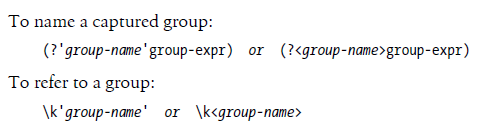 To name a captured group:
(?'group-name'group-expr) or (?<group-name>group-expr)
To refer to a group:
\k'group-name' or \k<group-name>